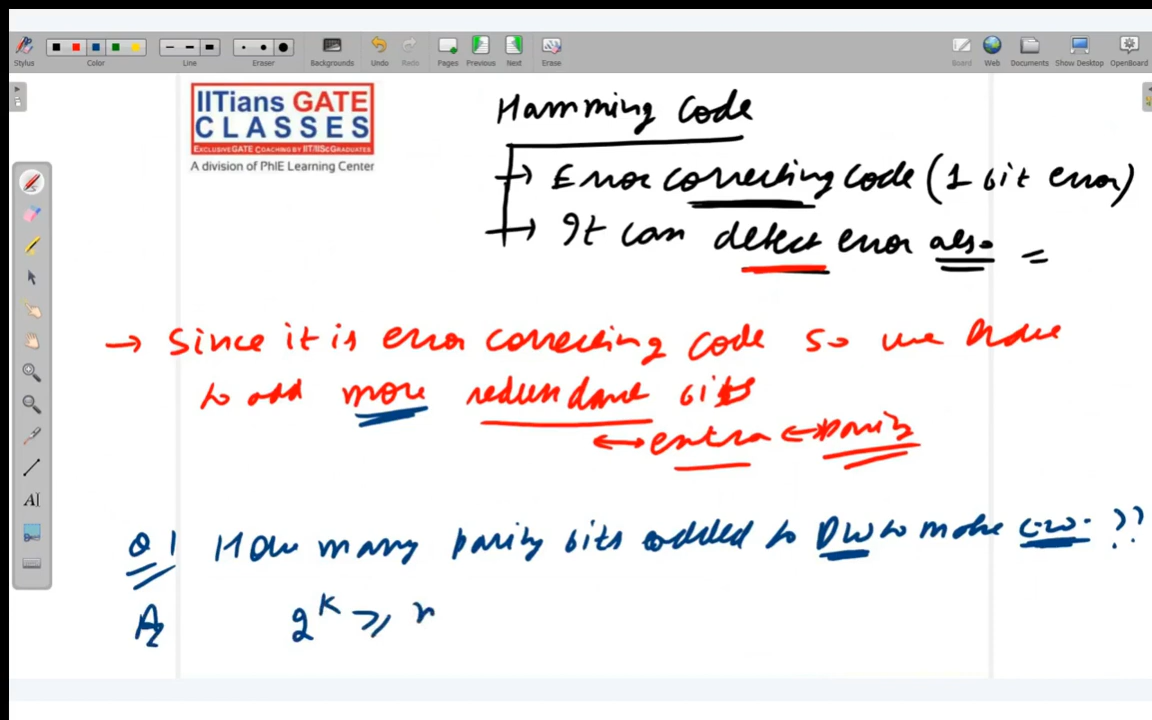 Stylus
Color
Line
Eraser
Backgrounds
Undo
Redo
Pages
Previous
Next
Erase
Board
Web
Documents
Show Desktop
OpenBoard
IITians GATE
CLASSES
EXCLUSIVE GATE COACHING BY IIT/IISc GRADUATES
A division of PhIE Learning Center
Hamming Code
→ Error correcting code (1 bit error)
→ It can detect error also =
→ Since it is error correcting code so we have
to add more redundant bits
↔ extra ↔ parity
Q1 How many parity bits added to DW to make C.W. ??
A 2^k ≥ n
AI